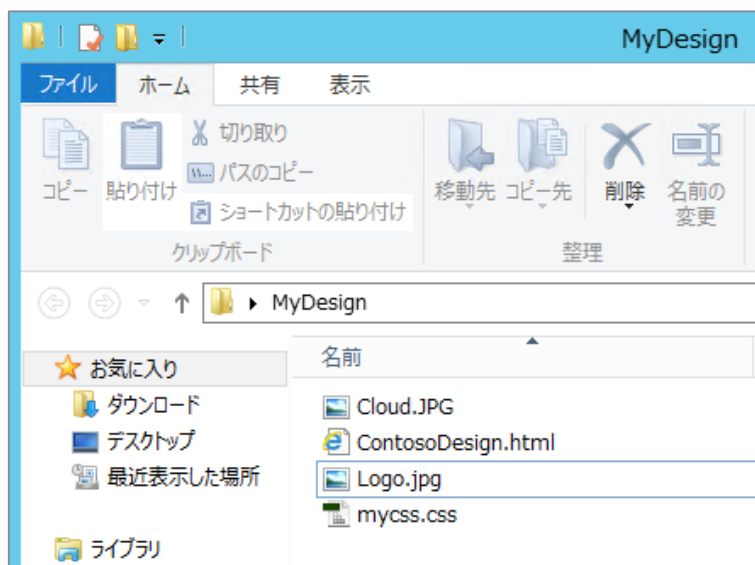 MyDesign
ファイル ホーム 共有 表示
コピー
貼り付け
切り取り
パスのコピー
ショートカットの貼り付け
クリップボード
移動先
コピー先
削除
名前の
変更
整理
MyDesign
お気に入り
ダウンロード
デスクトップ
最近表示した場所
ライブラリ
名前
Cloud.JPG
ContosoDesign.html
Logo.jpg
mycss.css